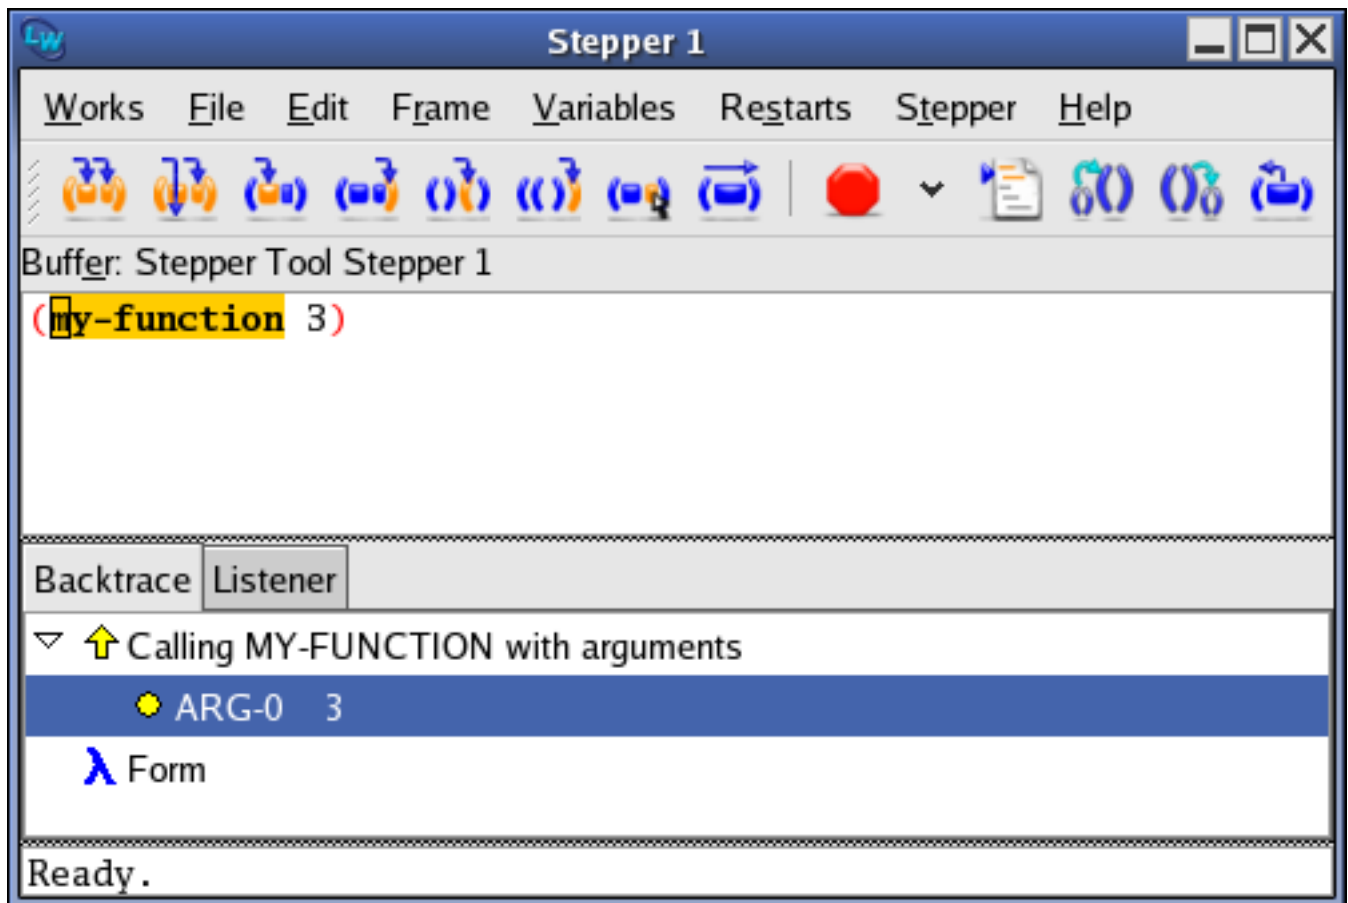 LW Stepper 1
Works File Edit Frame Variables Restarts Stepper Help
Buffer: Stepper Tool Stepper 1
(my-function 3)
Backtrace Listener
Calling MY-FUNCTION with arguments
ARG-0 3
λ Form
Ready.